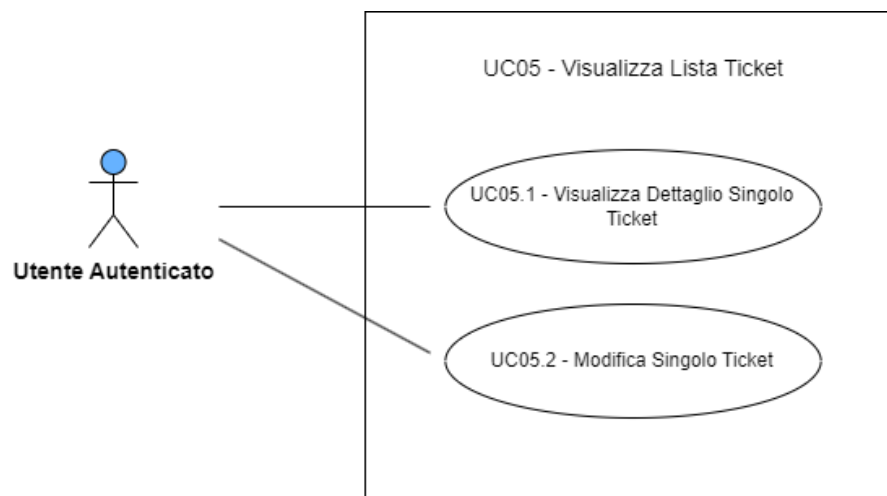 UC05 - Visualizza Lista Ticket
UC05.1 - Visualizza Dettaglio Singolo
Ticket
Utente Autenticato
UC05.2 - Modifica Singolo Ticket